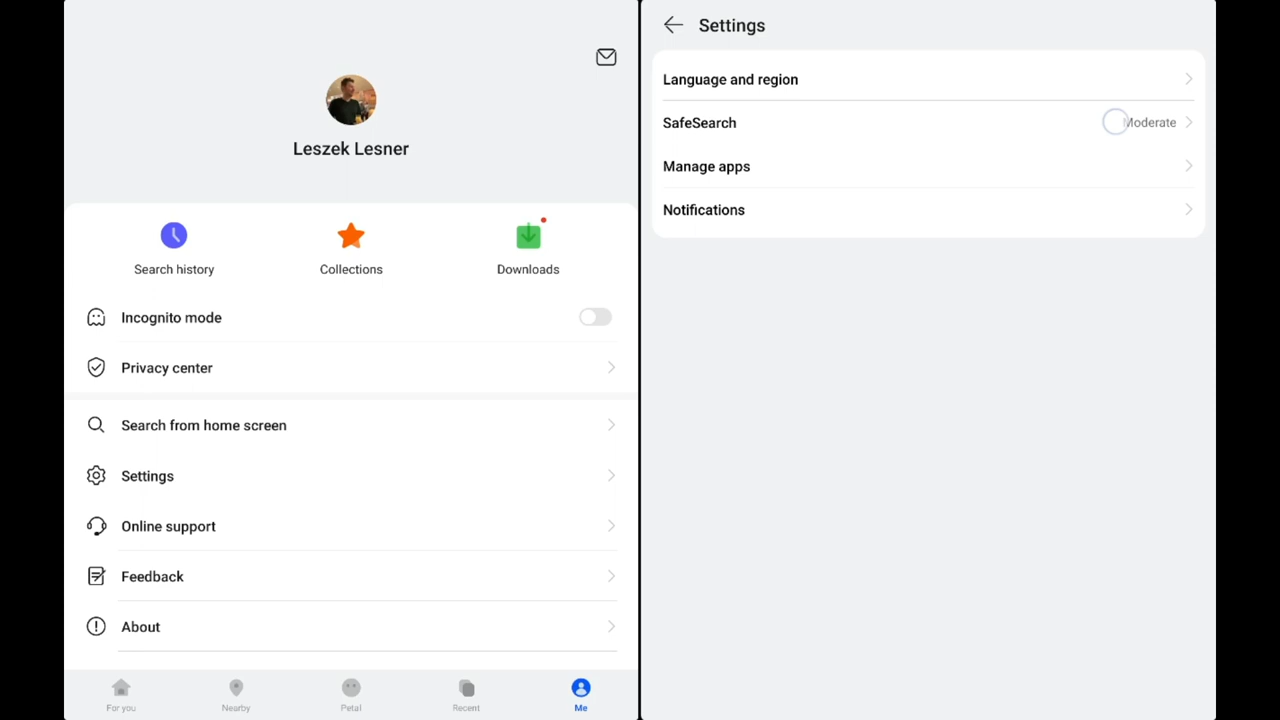 Leszek Lesner
Search history
Collections
Downloads
Incognito mode
Privacy center
Search from home screen
Settings
Online support
Feedback
About
For you
Nearby
Petal
Recent
Me
Settings
Language and region
SafeSearch
Moderate
Manage apps
Notifications